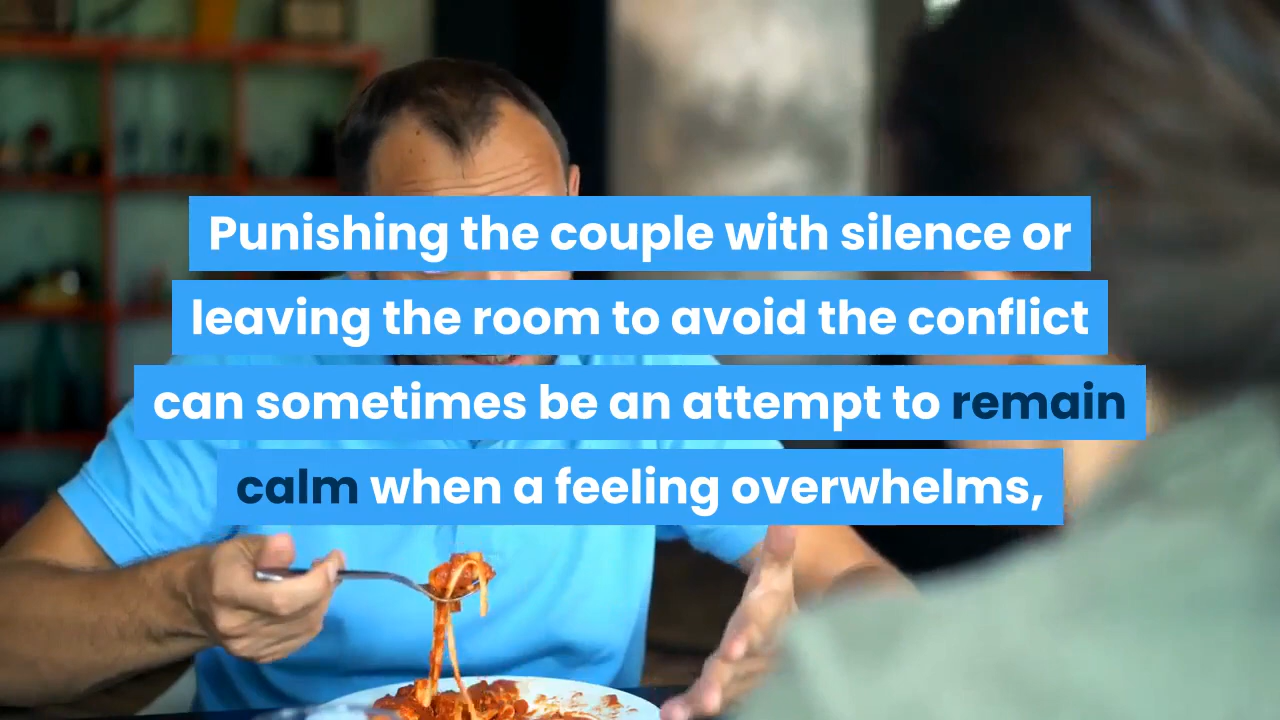 Punishing the couple with silence or
leaving the room to avoid the conflict
can sometimes be an attempt to remain
calm when a feeling overwhelms,